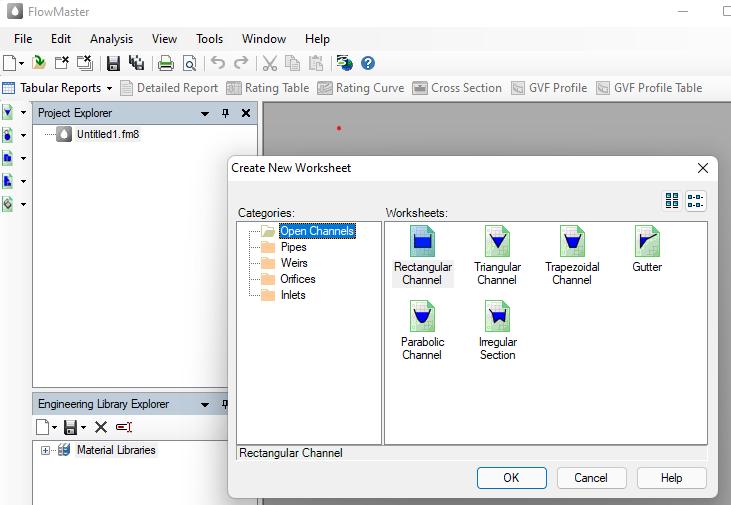 FlowMaster
File Edit Analysis View Tools Window Help
Tabular Reports Detailed Report Rating Table Rating Curve Cross Section GVF Profile GVF Profile Table
Project Explorer
Untitled1.fm8
Create New Worksheet
Categories:
Open Channels
Pipes
Weirs
Orifices
Inlets
Worksheets:
Rectangular
Channel
Triangular
Channel
Trapezoidal
Channel
Gutter
Parabolic
Channel
Irregular
Section
Engineering Library Explorer
Material Libraries
Rectangular Channel
OK Cancel Help